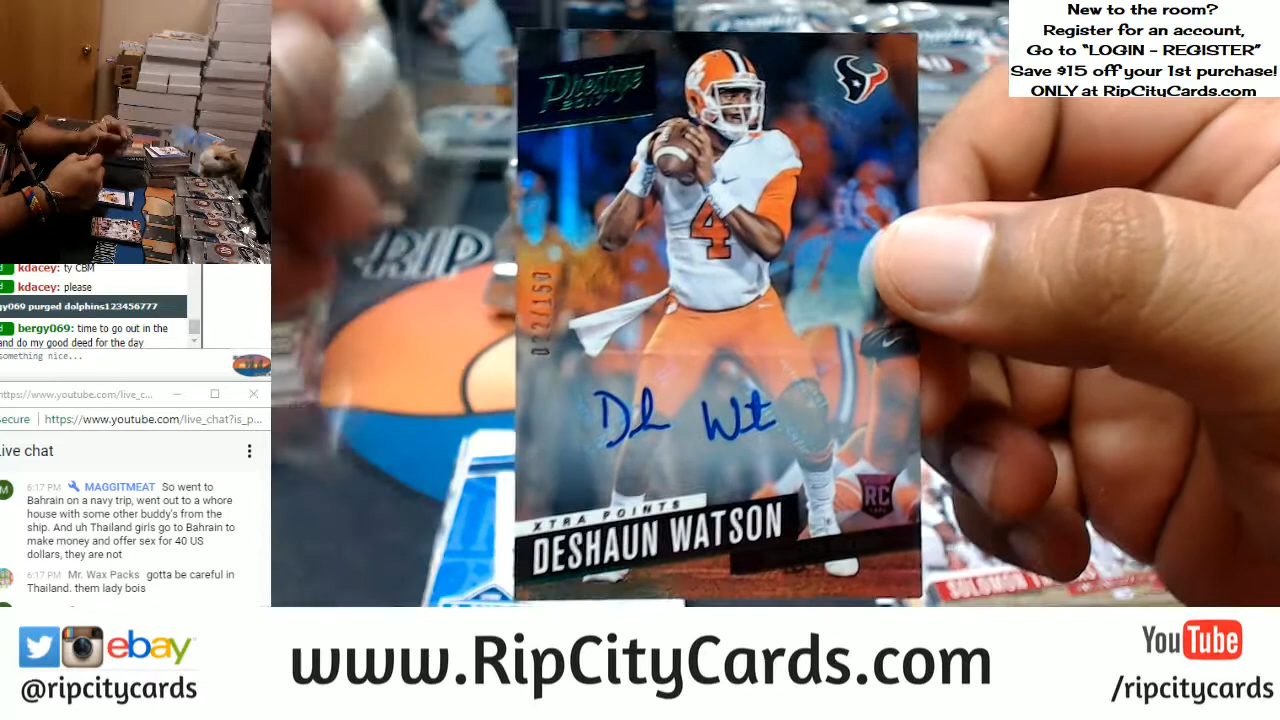 New to the room?
Register for an account,
Go to "LOGIN - REGISTER"
Save $15 off your 1st purchase!
ONLY at RipCityCards.com
Prestige
2017
RIP
4
XTRA POINTS
DESHAUN WATSON
RC
kdacey: ty CBM
kdacey: please
gy069 purged dolphins123456777
bergy069: time to go out in the
and do my good deed for the day
something nice...
https://www.youtube.com/live_c...
ecure
https://www.youtube.com/live_chat?is_p...
ive chat
M
6:17 PM MAGGITMEAT So went to
Bahrain on a navy trip, went out to a whore
house with some other buddy's from the
ship. And uh Thailand girls go to Bahrain to
make money and offer sex for 40 US
dollars, they are not
6:17 PM Mr. Wax Packs gotta be careful in
Thailand. them lady bois
ebay
@ripcitycards
www.RipCityCards.com
YouTube
/ripcitycards